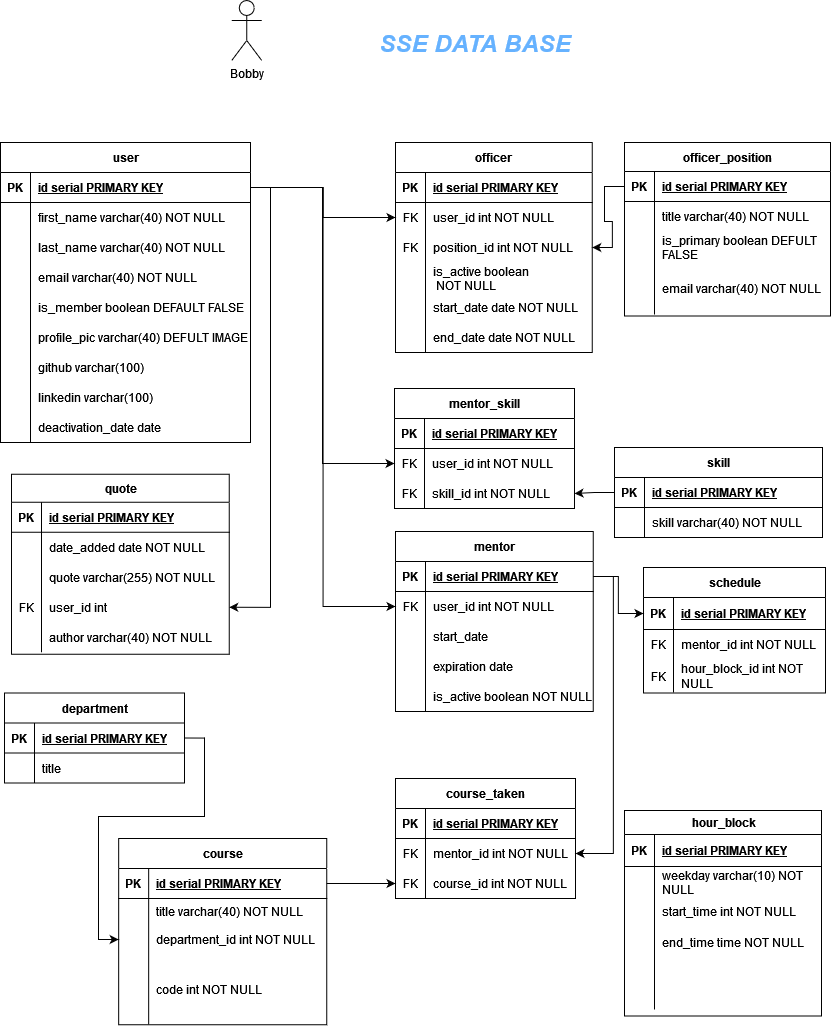 SSE DATA BASE
Bobby
user
PK id serial PRIMARY KEY
first_name varchar(40) NOT NULL
last_name varchar(40) NOT NULL
email varchar(40) NOT NULL
is_member boolean DEFAULT FALSE
profile_pic varchar(40) DEFULT IMAGE
github varchar(100)
linkedin varchar(100)
deactivation_date date
officer
PK id serial PRIMARY KEY
FK user_id int NOT NULL
FK position_id int NOT NULL
is_active boolean
NOT NULL
start_date date NOT NULL
end_date date NOT NULL
officer_position
PK id serial PRIMARY KEY
title varchar(40) NOT NULL
is_primary boolean DEFULT
FALSE
email varchar(40) NOT NULL
mentor_skill
PK id serial PRIMARY KEY
FK user_id int NOT NULL
FK skill_id int NOT NULL
skill
PK id serial PRIMARY KEY
skill varchar(40) NOT NULL
quote
PK id serial PRIMARY KEY
date_added date NOT NULL
quote varchar(255) NOT NULL
FK user_id int
author varchar(40) NOT NULL
mentor
PK id serial PRIMARY KEY
FK user_id int NOT NULL
start_date
expiration date
is_active boolean NOT NULL
schedule
PK id serial PRIMARY KEY
FK mentor_id int NOT NULL
FK hour_block_id int NOT
NULL
department
PK id serial PRIMARY KEY
title
course_taken
PK id serial PRIMARY KEY
FK mentor_id int NOT NULL
FK course_id int NOT NULL
course
PK id serial PRIMARY KEY
title varchar(40) NOT NULL
department_id int NOT NULL
code int NOT NULL
hour_block
PK id serial PRIMARY KEY
weekday varchar(10) NOT
NULL
start_time int NOT NULL
end_time time NOT NULL